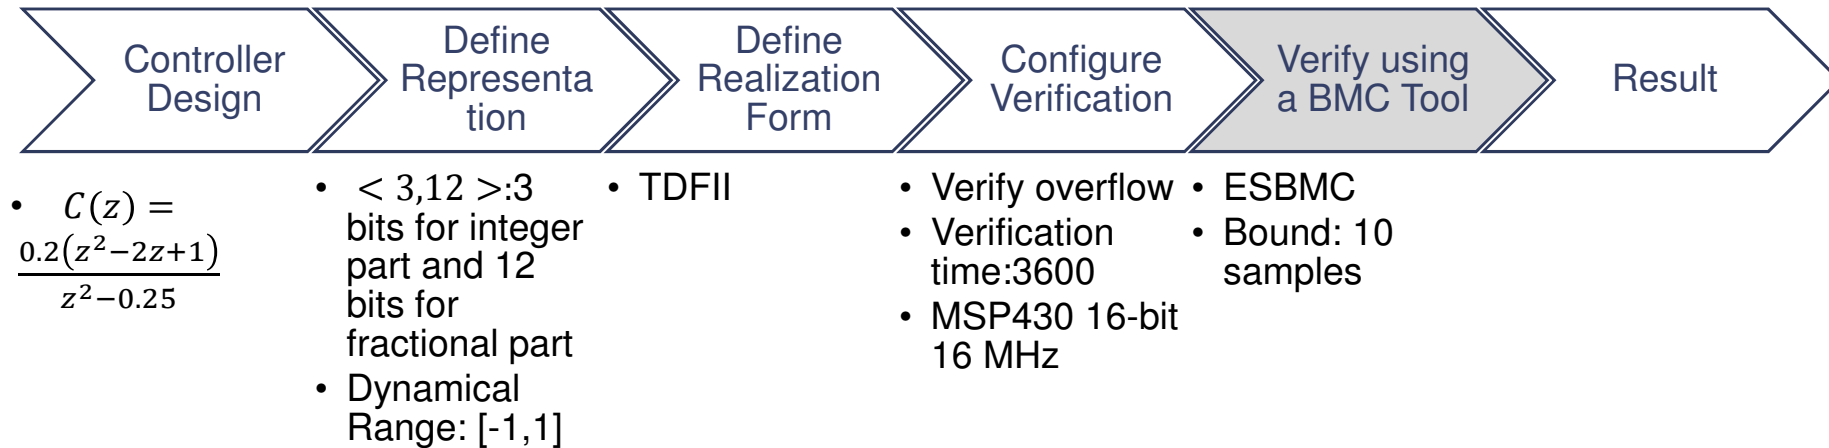 Controller
Design
Define
Representa
tion
Define
Realization
Form
Configure
Verification
Verify using
a BMC Tool
Result
• C(z) =
0.2(z²−2z+1)
z²−0.25
• < 3,12 >:3
bits for integer
part and 12
bits for
fractional part
• Dynamical
Range: [-1,1]
• TDFII
• Verify overflow
• Verification
time:3600
• MSP430 16-bit
16 MHz
• ESBMC
• Bound: 10
samples